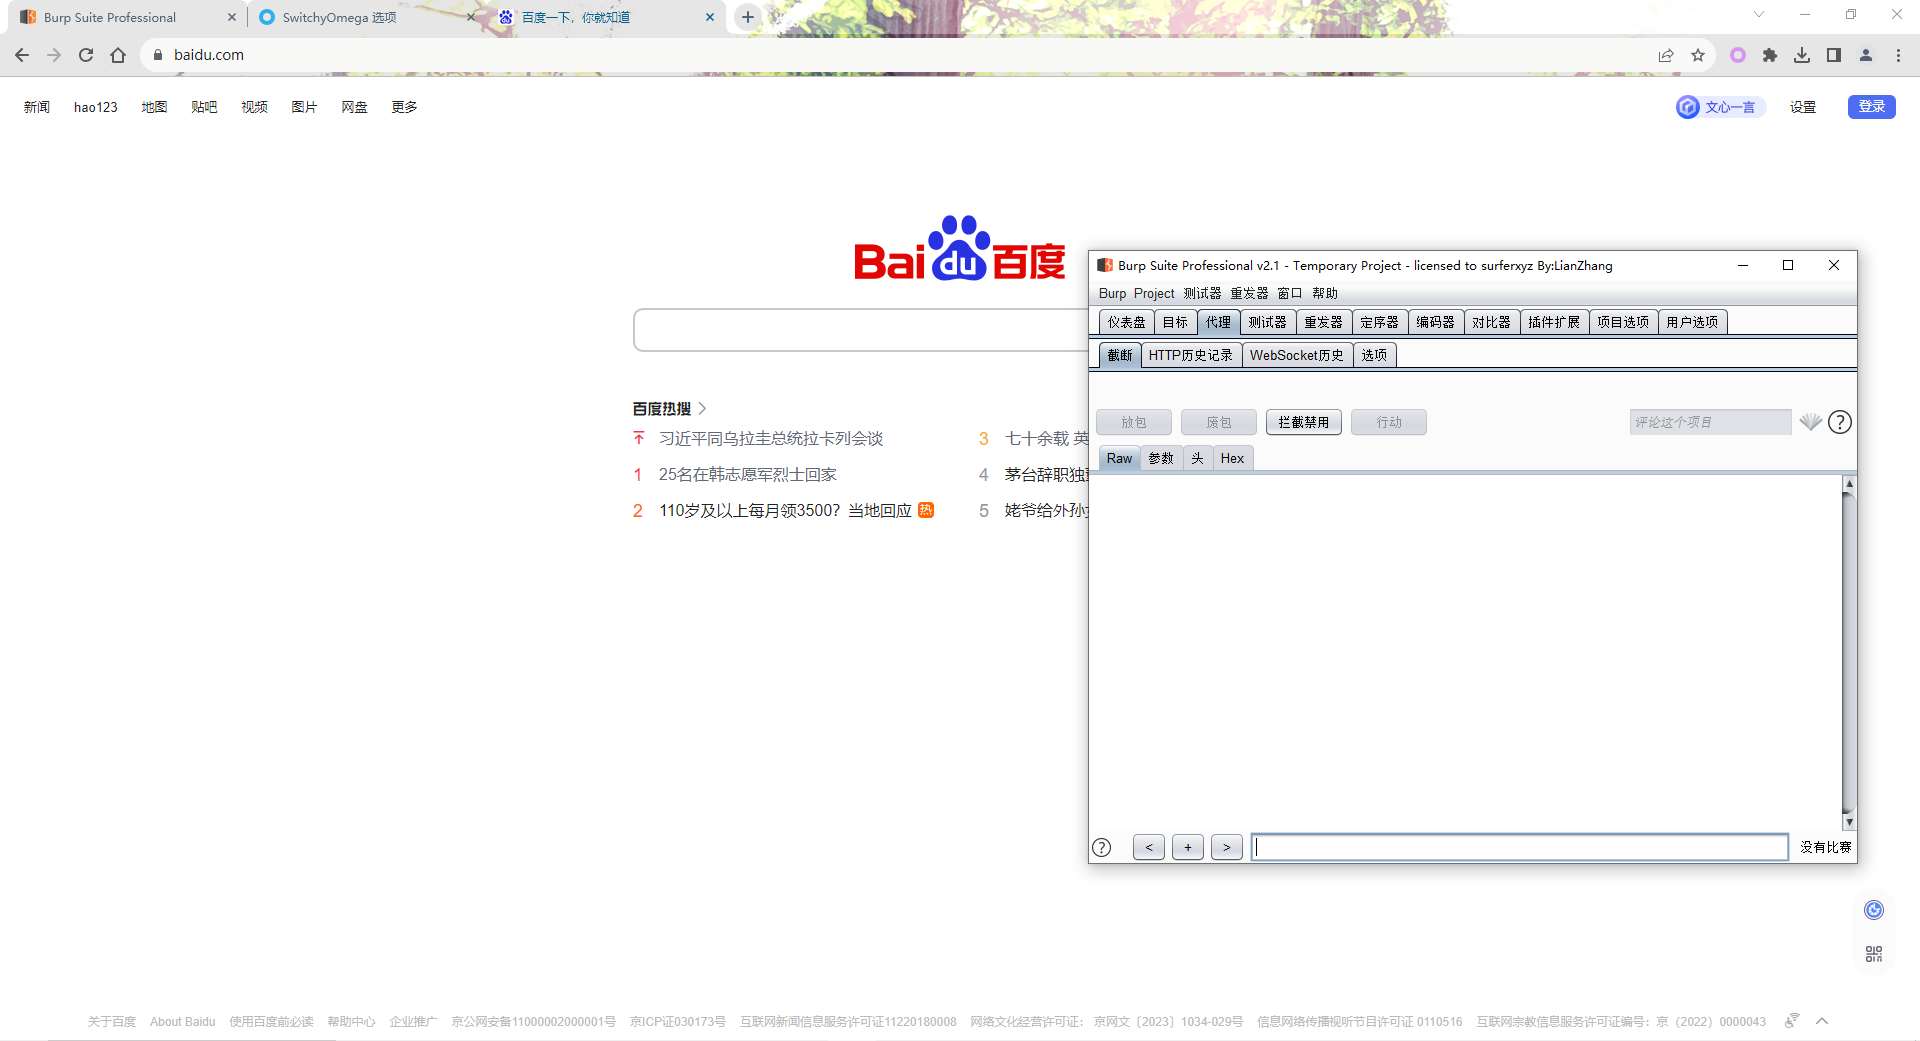 Burp Suite Professional
SwitchyOmega 选项
百度一下，你就知道
baidu.com
新闻 hao123 地图 贴吧 视频 图片 网盘 更多
文心一言 设置 登录
Bai du 百度
百度热搜
习近平同乌拉圭总统拉卡列会谈
1 25名在韩志愿军烈士回家
2 110岁及以上每月领3500？当地回应 热
3 七十余载 英
4 茅台辞职独
5 姥爷给外孙
Burp Suite Professional v2.1 - Temporary Project - licensed to surferxyz By:LianZhang
Burp Project 测试器 重发器 窗口 帮助
仪表盘 目标 代理 测试器 重发器 定序器 编码器 对比器 插件扩展 项目选项 用户选项
截断 HTTP历史记录 WebSocket历史 选项
放包 废包 拦截禁用 行动 评论这个项目 ?
Raw 参数 头 Hex
? < + > 没有比赛
关于百度 About Baidu 使用百度前必读 帮助中心 企业推广 京公网安备11000002000001号 京ICP证030173号 互联网新闻信息服务许可证11220180008 网络文化经营许可证： 京网文〔2023〕1034-029号 信息网络传播视听节目许可证 0110516 互联网宗教信息服务许可证编号：京（2022）0000043